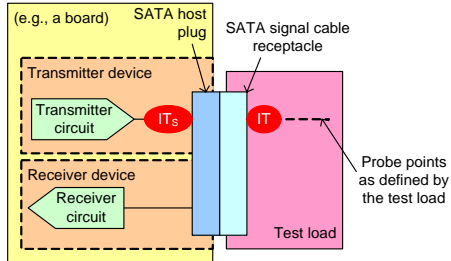 (e.g., a board)
SATA host
plug
SATA signal cable
receptacle
Transmitter device
Transmitter
circuit
ITS
IT
Receiver device
Receiver
circuit
Probe points
as defined by
the test load
Test load